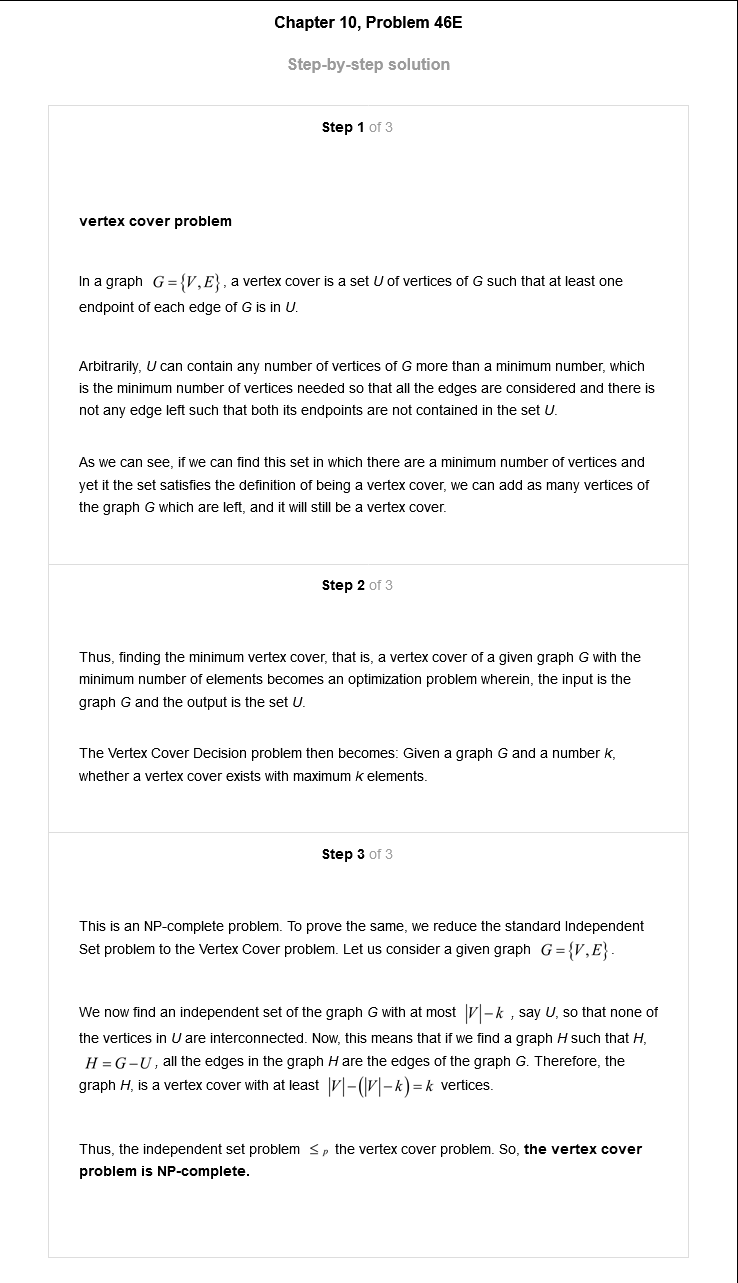 Chapter 10, Problem 46E
Step-by-step solution
Step 1 of 3
vertex cover problem
In a graph G = {V, E}, a vertex cover is a set U of vertices of G such that at least one
endpoint of each edge of G is in U.
Arbitrarily, U can contain any number of vertices of G more than a minimum number, which
is the minimum number of vertices needed so that all the edges are considered and there is
not any edge left such that both its endpoints are not contained in the set U.
As we can see, if we can find this set in which there are a minimum number of vertices and
yet it the set satisfies the definition of being a vertex cover, we can add as many vertices of
the graph G which are left, and it will still be a vertex cover.
Step 2 of 3
Thus, finding the minimum vertex cover, that is, a vertex cover of a given graph G with the
minimum number of elements becomes an optimization problem wherein, the input is the
graph G and the output is the set U.
The Vertex Cover Decision problem then becomes: Given a graph G and a number k,
whether a vertex cover exists with maximum k elements.
Step 3 of 3
This is an NP-complete problem. To prove the same, we reduce the standard Independent
Set problem to the Vertex Cover problem. Let us consider a given graph G = {V, E}.
We now find an independent set of the graph G with at most |V| − k , say U, so that none of
the vertices in U are interconnected. Now, this means that if we find a graph H such that H,
H = G − U, all the edges in the graph H are the edges of the graph G. Therefore, the
graph H, is a vertex cover with at least |V| − (|V| − k) = k vertices.
Thus, the independent set problem ≤ₚ the vertex cover problem. So, the vertex cover
problem is NP-complete.